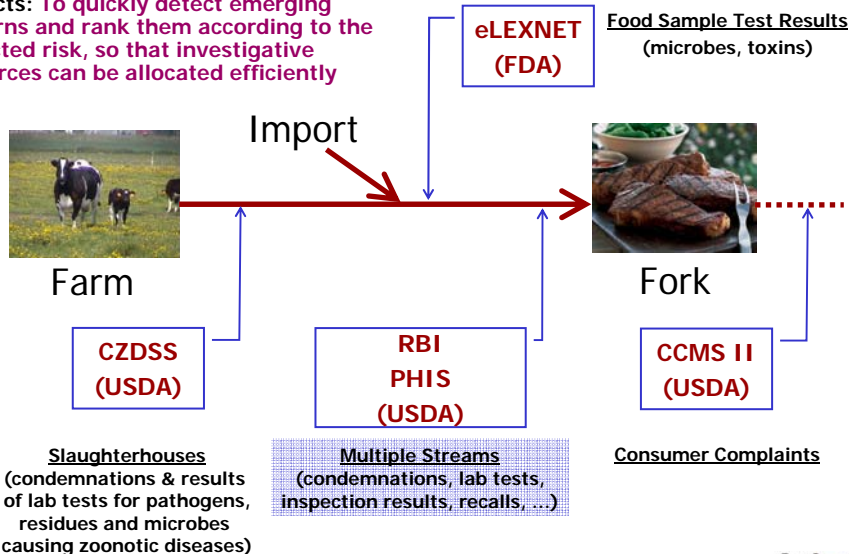 cts: To quickly detect emerging
rns and rank them according to the
cted risk, so that investigative
rces can be allocated efficiently
eLEXNET
(FDA)
Food Sample Test Results
(microbes, toxins)
Import
Farm
Fork
CZDSS
(USDA)
RBI
PHIS
(USDA)
CCMS II
(USDA)
Slaughterhouses
(condemnations & results
of lab tests for pathogens,
residues and microbes
causing zoonotic diseases)
Multiple Streams
(condemnations, lab tests,
inspection results, recalls, ...)
Consumer Complaints